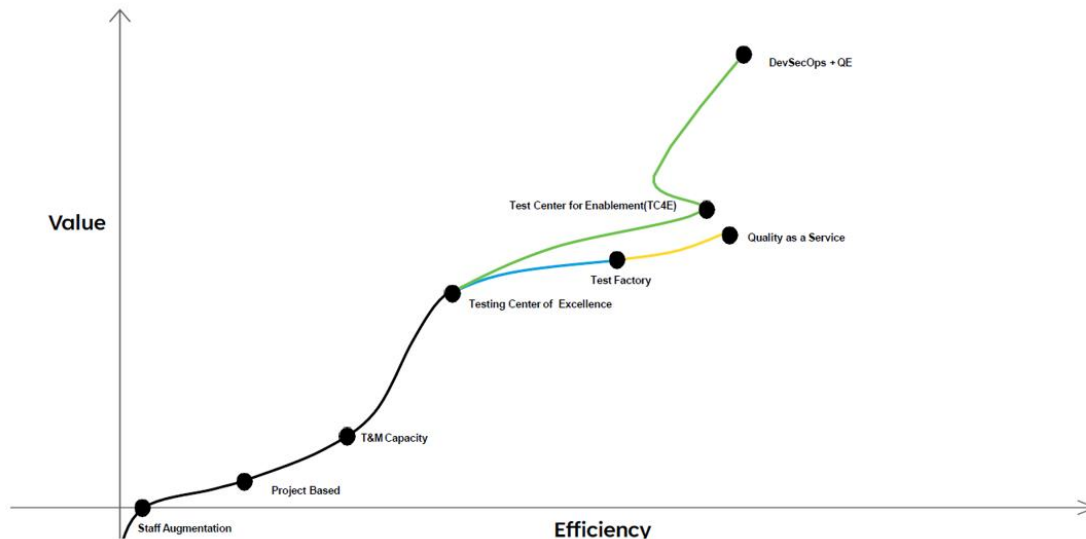 DevSecOps + QE
Test Center for Enablement(TC4E)
Value
Quality as a Service
Test Factory
Testing Center of Excellence
T&M Capacity
Project Based
Staff Augmentation
Efficiency